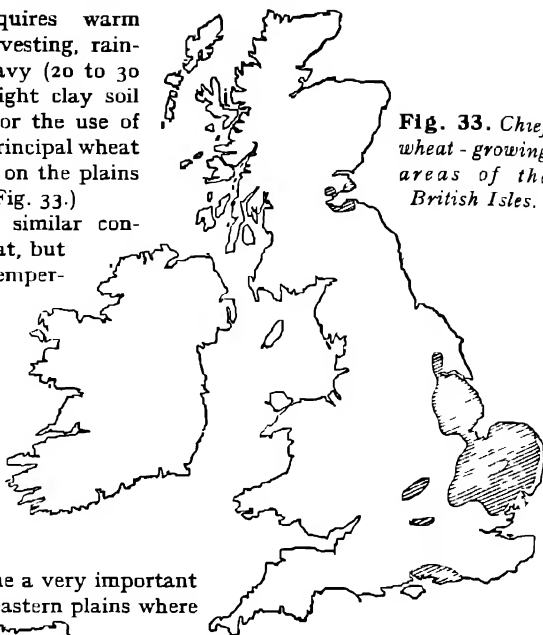 quires warm
vesting, rain-
avy (20 to 30
ight clay soil
or the use of
rincipal wheat
on the plains
Fig. 33.)
similar con-
at, but
emper-
Fig. 33. Chief
wheat-growing
areas of the
British Isles.
ne a very important
eastern plains where